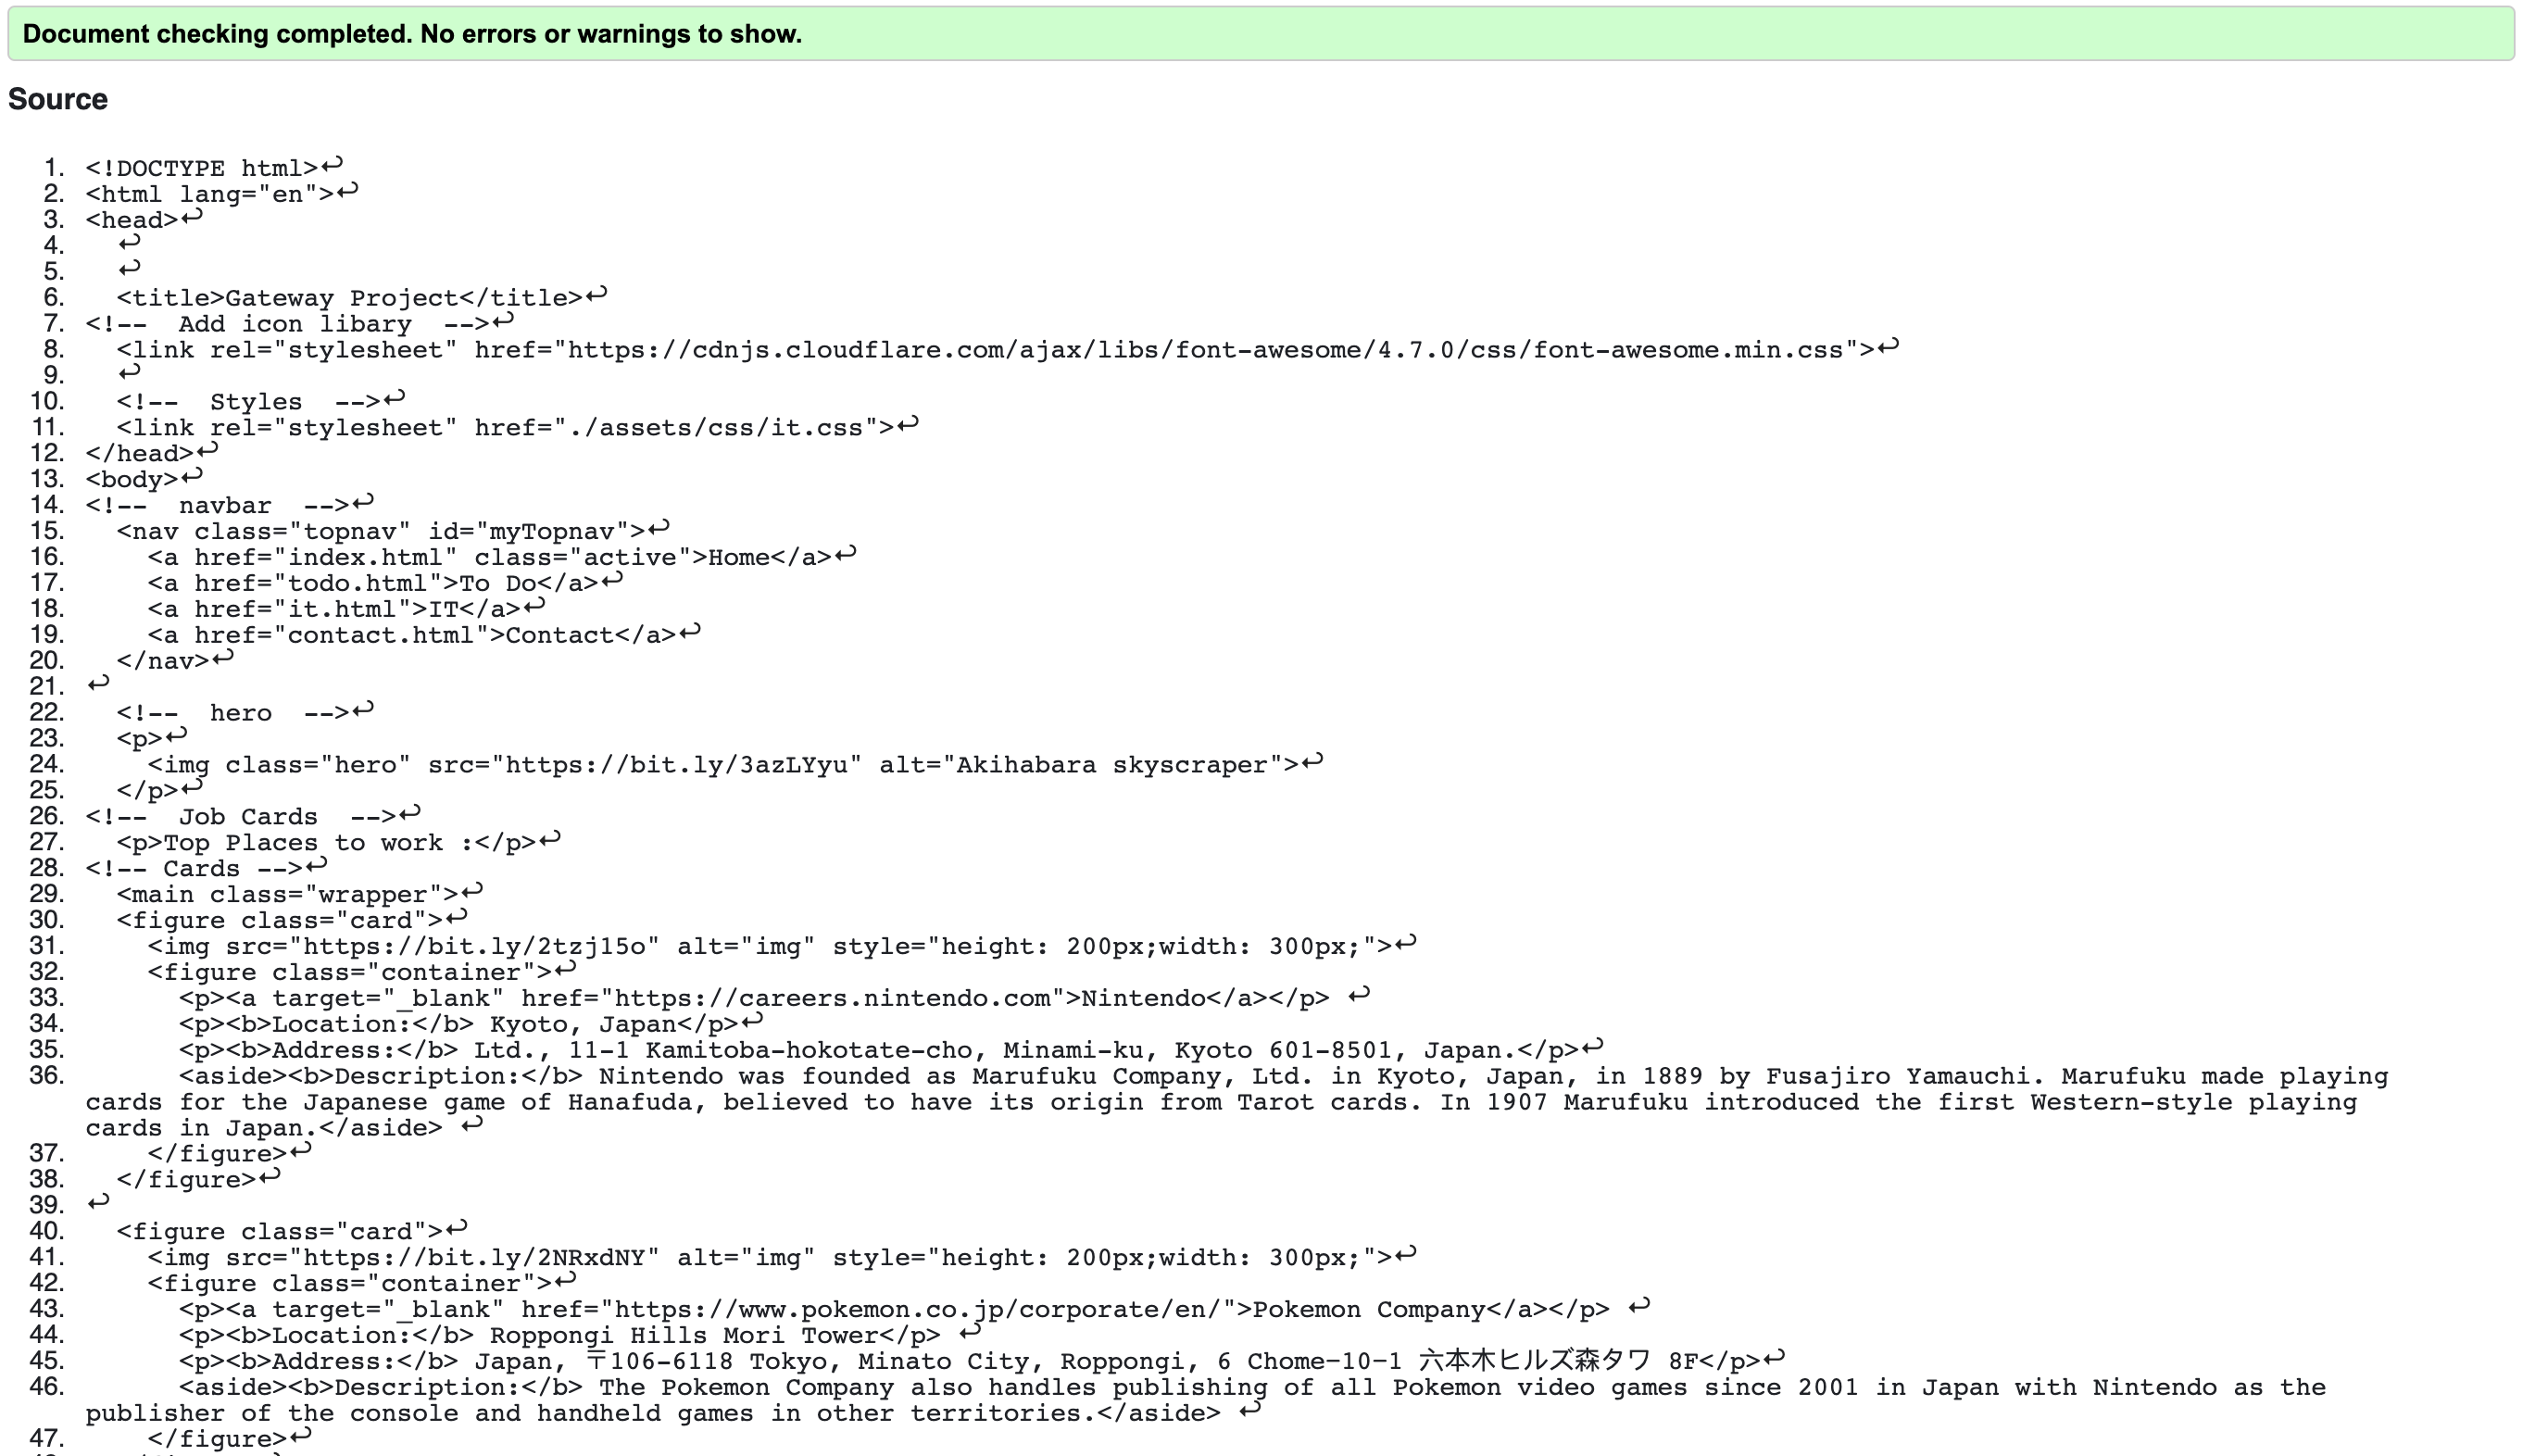 Document checking completed. No errors or warnings to show.
Source
1. <!DOCTYPE html>↩
2. <html lang="en">↩
3. <head>↩
4.   ↩
5.   ↩
6.   <title>Gateway Project</title>↩
7. <!--  Add icon libary  -->↩
8.   <link rel="stylesheet" href="https://cdnjs.cloudflare.com/ajax/libs/font-awesome/4.7.0/css/font-awesome.min.css">↩
9.   ↩
10.   <!--  Styles  -->↩
11.   <link rel="stylesheet" href="./assets/css/it.css">↩
12. </head>↩
13. <body>↩
14. <!--  navbar  -->↩
15.   <nav class="topnav" id="myTopnav">↩
16.     <a href="index.html" class="active">Home</a>↩
17.     <a href="todo.html">To Do</a>↩
18.     <a href="it.html">IT</a>↩
19.     <a href="contact.html">Contact</a>↩
20.   </nav>↩
21. ↩
22.   <!--  hero  -->↩
23.   <p>↩
24.     <img class="hero" src="https://bit.ly/3azLYyu" alt="Akihabara skyscraper">↩
25.   </p>↩
26. <!--  Job Cards  -->↩
27.   <p>Top Places to work :</p>↩
28. <!-- Cards -->↩
29.   <main class="wrapper">↩
30.   <figure class="card">↩
31.     <img src="https://bit.ly/2tzj15o" alt="img" style="height: 200px;width: 300px;">↩
32.     <figure class="container">↩
33.       <p><a target="_blank" href="https://careers.nintendo.com">Nintendo</a></p> ↩
34.       <p><b>Location:</b> Kyoto, Japan</p>↩
35.       <p><b>Address:</b> Ltd., 11-1 Kamitoba-hokotate-cho, Minami-ku, Kyoto 601-8501, Japan.</p>↩
36.       <aside><b>Description:</b> Nintendo was founded as Marufuku Company, Ltd. in Kyoto, Japan, in 1889 by Fusajiro Yamauchi. Marufuku made playing
cards for the Japanese game of Hanafuda, believed to have its origin from Tarot cards. In 1907 Marufuku introduced the first Western-style playing
cards in Japan.</aside> ↩
37.     </figure>↩
38.   </figure>↩
39. ↩
40.   <figure class="card">↩
41.     <img src="https://bit.ly/2NRxdNY" alt="img" style="height: 200px;width: 300px;">↩
42.     <figure class="container">↩
43.       <p><a target="_blank" href="https://www.pokemon.co.jp/corporate/en/">Pokemon Company</a></p> ↩
44.       <p><b>Location:</b> Roppongi Hills Mori Tower</p> ↩
45.       <p><b>Address:</b> Japan, 〒106-6118 Tokyo, Minato City, Roppongi, 6 Chome−10−1 六本木ヒルズ森タワ 8F</p>↩
46.       <aside><b>Description:</b> The Pokemon Company also handles publishing of all Pokemon video games since 2001 in Japan with Nintendo as the
publisher of the console and handheld games in other territories.</aside> ↩
47.     </figure>↩